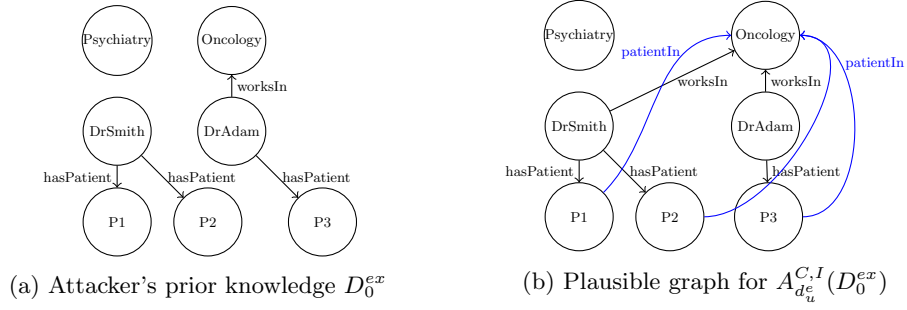 Psychiatry
Oncology
worksIn
DrSmith
DrAdam
hasPatient
hasPatient
hasPatient
P1
P2
P3
(a) Attacker's prior knowledge $D_0^{ex}$
Psychiatry
Oncology
patientIn
patientIn
worksIn
worksIn
DrSmith
DrAdam
hasPatient
hasPatient
hasPatient
P1
P2
P3
(b) Plausible graph for $A_{d_u^e}^{C,I}(D_0^{ex})$